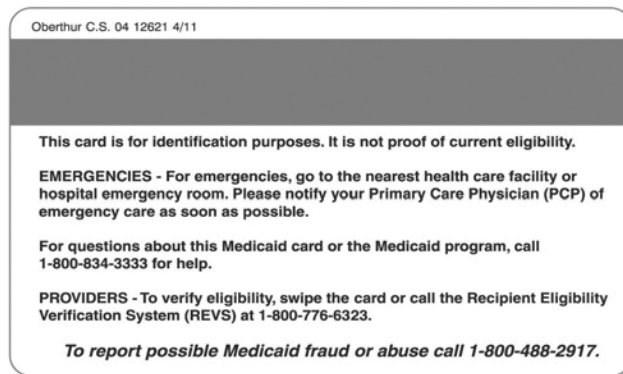 Oberthur C.S. 04 12621 4/11
This card is for identification purposes. It is not proof of current eligibility.
EMERGENCIES - For emergencies, go to the nearest health care facility or
hospital emergency room. Please notify your Primary Care Physician (PCP) of
emergency care as soon as possible.
For questions about this Medicaid card or the Medicaid program, call
1-800-834-3333 for help.
PROVIDERS - To verify eligibility, swipe the card or call the Recipient Eligibility
Verification System (REVS) at 1-800-776-6323.
To report possible Medicaid fraud or abuse call 1-800-488-2917.